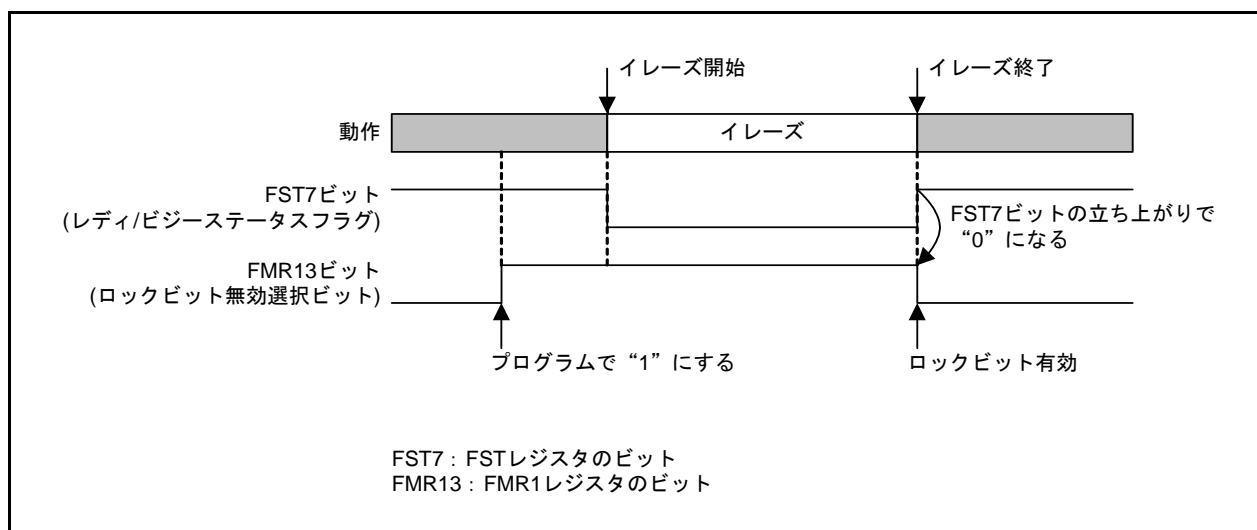 イレーズ開始
イレーズ終了
動作
イレーズ
FST7ビット
(レディ/ビジーステータスフラグ)
FST7ビットの立ち上がりで
“0”になる
FMR13ビット
(ロックビット無効選択ビット)
プログラムで“1”にする
ロックビット有効
FST7：FSTレジスタのビット
FMR13：FMR1レジスタのビット